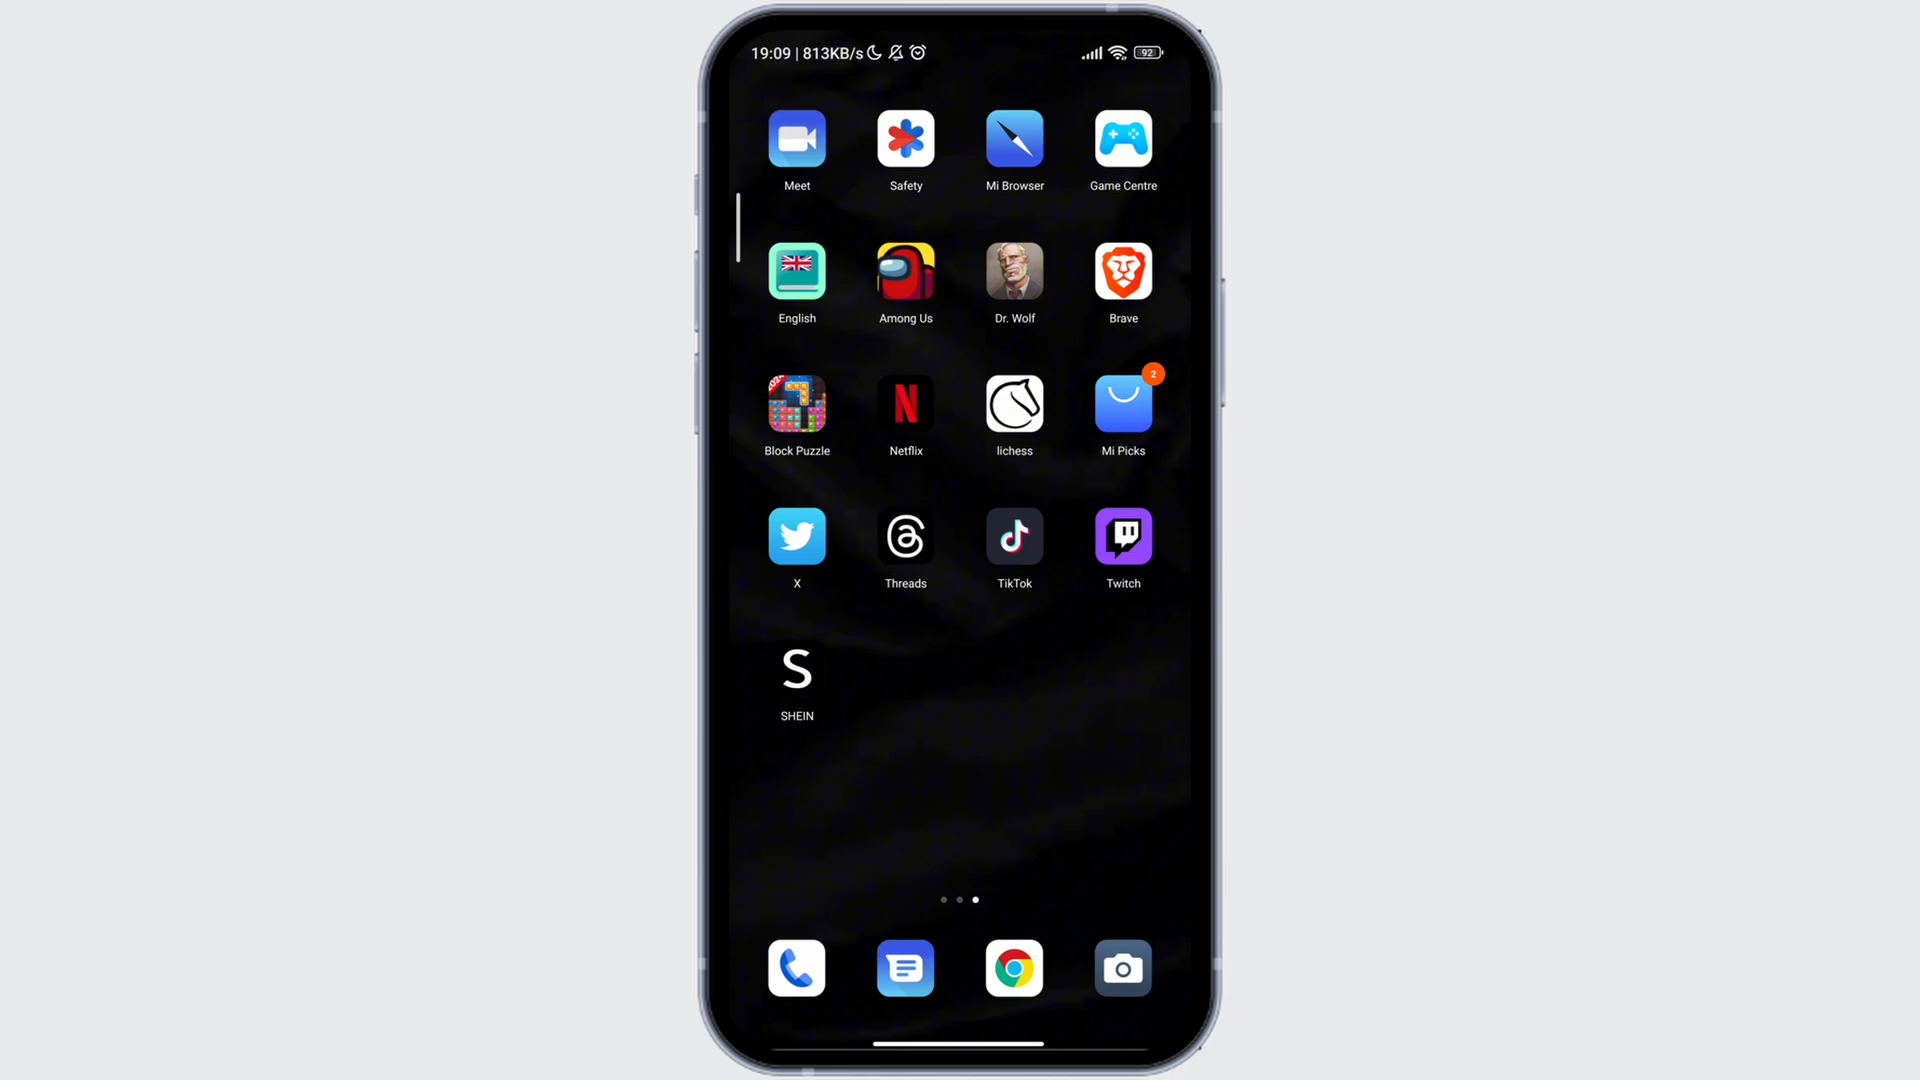 19:09 | 813KB/s 92
Meet Safety Mi Browser Game Centre
English Among Us Dr. Wolf Brave
2024
2
Block Puzzle Netflix lichess Mi Picks
X Threads TikTok Twitch
S
SHEIN